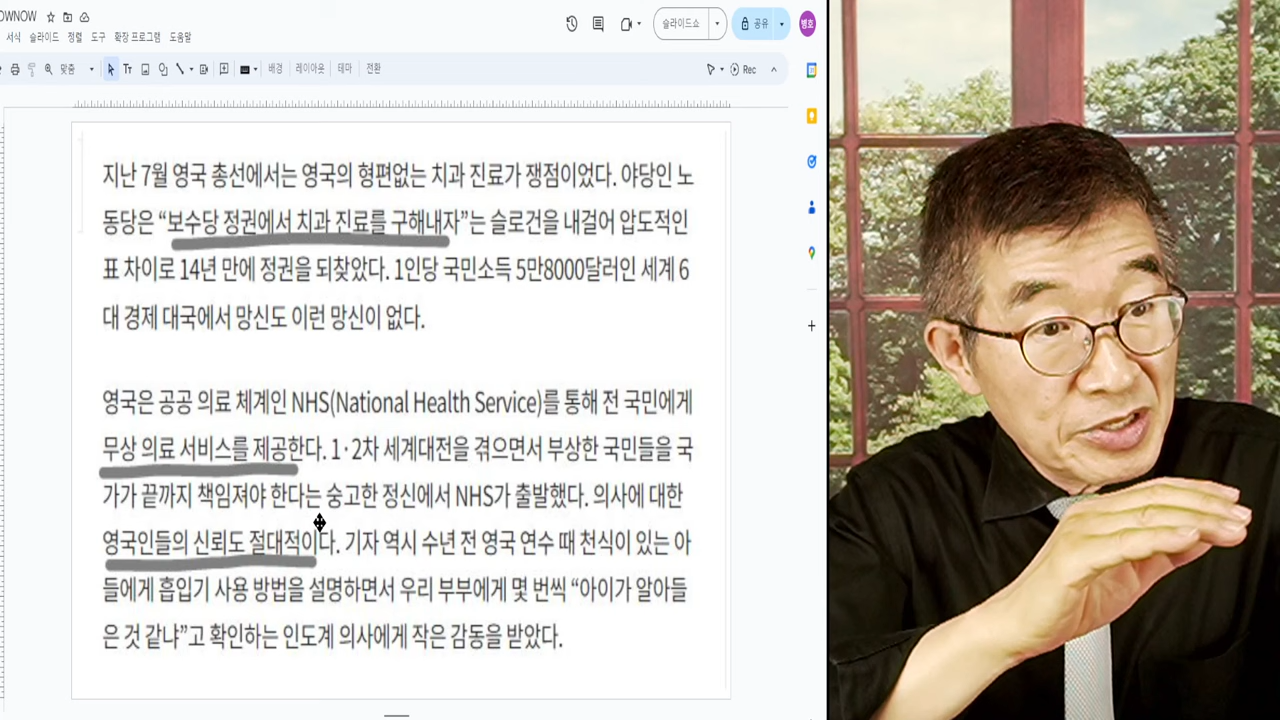 OWNOW
서식 슬라이드 정렬 도구 확장 프로그램 도움말
슬라이드쇼
공유
병호
맞춤
배경 레이아웃 테마 전환
Rec
지난 7월 영국 총선에서는 영국의 형편없는 치과 진료가 쟁점이었다. 야당인 노
동당은 “보수당 정권에서 치과 진료를 구해내자”는 슬로건을 내걸어 압도적인
표 차이로 14년 만에 정권을 되찾았다. 1인당 국민소득 5만8000달러인 세계 6
대 경제 대국에서 망신도 이런 망신이 없다.
영국은 공공 의료 체계인 NHS(National Health Service)를 통해 전 국민에게
무상 의료 서비스를 제공한다. 1·2차 세계대전을 겪으면서 부상한 국민들을 국
가가 끝까지 책임져야 한다는 숭고한 정신에서 NHS가 출발했다. 의사에 대한
영국인들의 신뢰도 절대적이다. 기자 역시 수년 전 영국 연수 때 천식이 있는 아
들에게 흡입기 사용 방법을 설명하면서 우리 부부에게 몇 번씩 “아이가 알아들
은 것 같냐”고 확인하는 인도계 의사에게 작은 감동을 받았다.